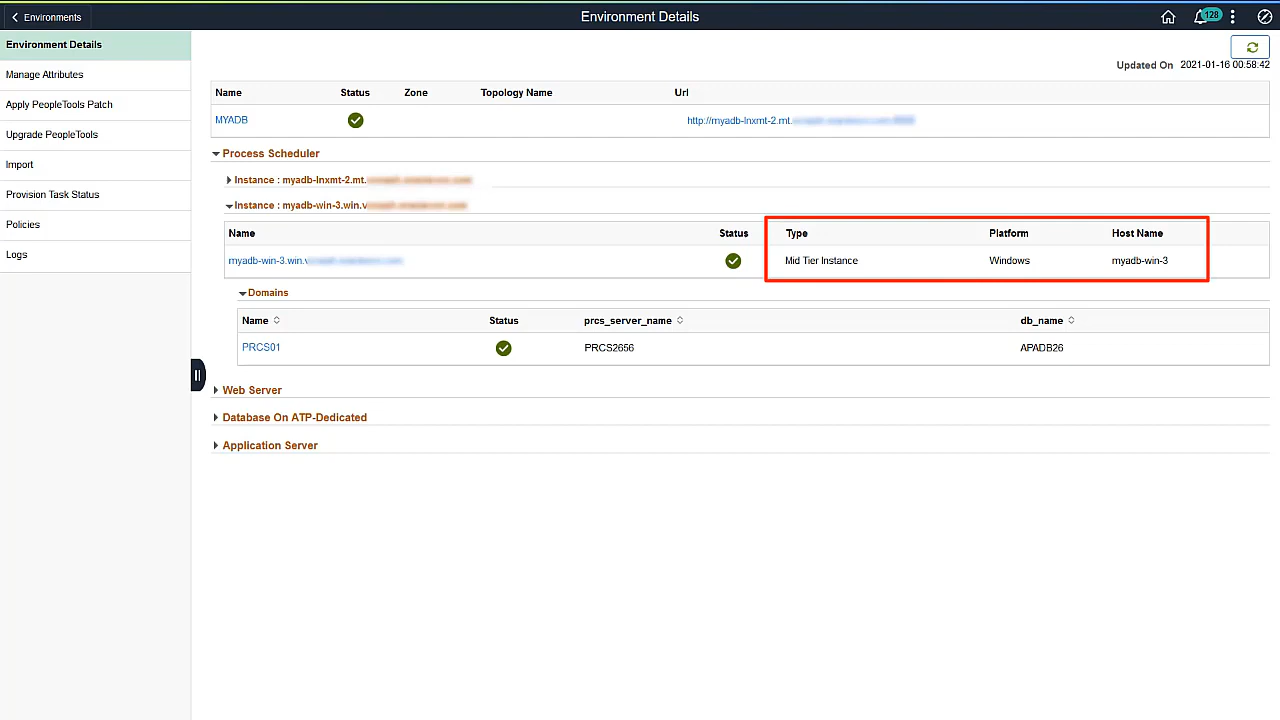 Environments
Environment Details
128
Environment Details
Manage Attributes
Apply PeopleTools Patch
Upgrade PeopleTools
Import
Provision Task Status
Policies
Logs
Updated On 2021-01-16 00:58:42
Name Status Zone Topology Name Url
MYADB http://myadb-lnxmt-2.mt.
Process Scheduler
Instance : myadb-lnxmt-2.mt.
Instance : myadb-win-3.win.v
Name Status Type Platform Host Name
myadb-win-3.win. Mid Tier Instance Windows myadb-win-3
Domains
Name Status prcs_server_name db_name
PRCS01 PRCS2656 APADB26
Web Server
Database On ATP-Dedicated
Application Server